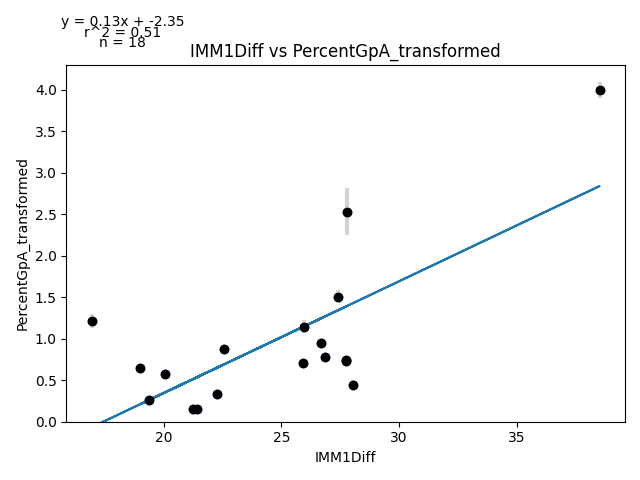 y = 0.13x + -2.35
r^2 = 0.51
n = 18
IMM1Diff vs PercentGpA_transformed
PercentGpA_transformed
4.0
3.5
3.0
2.5
2.0
1.5
1.0
0.5
0.0
20 25 30 35
IMM1Diff